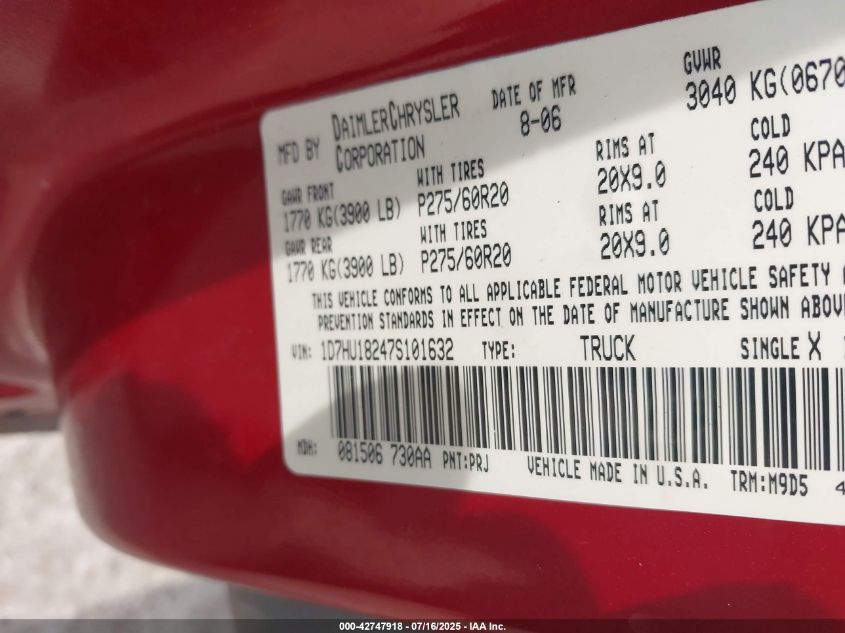 MFD BY DAIMLERCHRYSLER CORPORATION
DATE OF MFR
8-06
GVWR
3040 KG(0670
GAWR FRONT
1770 KG(3900 LB)
WITH TIRES
P275/60R20
RIMS AT
20X9.0
COLD
240 KPA
GAWR REAR
1770 KG(3900 LB)
WITH TIRES
P275/60R20
RIMS AT
20X9.0
COLD
240 KPA
THIS VEHICLE CONFORMS TO ALL APPLICABLE FEDERAL MOTOR VEHICLE SAFETY A
PREVENTION STANDARDS IN EFFECT ON THE DATE OF MANUFACTURE SHOWN ABOV
VIN: 1D7HU18247S101632 TYPE: TRUCK SINGLE X
MDH: 081506 730AA PNT:PRJ VEHICLE MADE IN U.S.A. TRM:M9D5 4
000-42747918 - 07/16/2025 - IAA Inc.